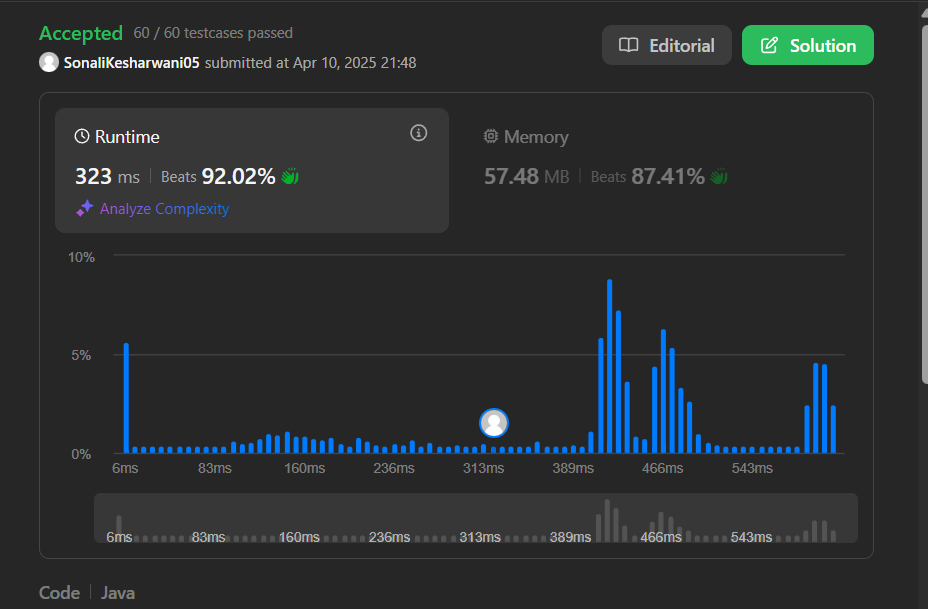 Accepted 60 / 60 testcases passed
SonaliKesharwani05 submitted at Apr 10, 2025 21:48
Editorial
Solution
Runtime
323 ms | Beats 92.02%
Analyze Complexity
Memory
57.48 MB | Beats 87.41%
10%
5%
0%
6ms 83ms 160ms 236ms 313ms 389ms 466ms 543ms
6ms 83ms 160ms 236ms 313ms 389ms 466ms 543ms
Code | Java